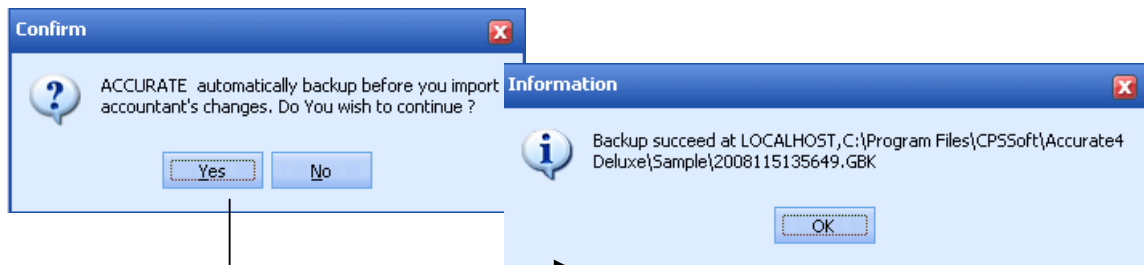 Confirm
ACCURATE automatically backup before you import
accountant's changes. Do You wish to continue ?
Yes
No
Information
Backup succeed at LOCALHOST,C:\Program Files\CPSSoft\Accurate4
Deluxe\Sample\2008115135649.GBK
OK